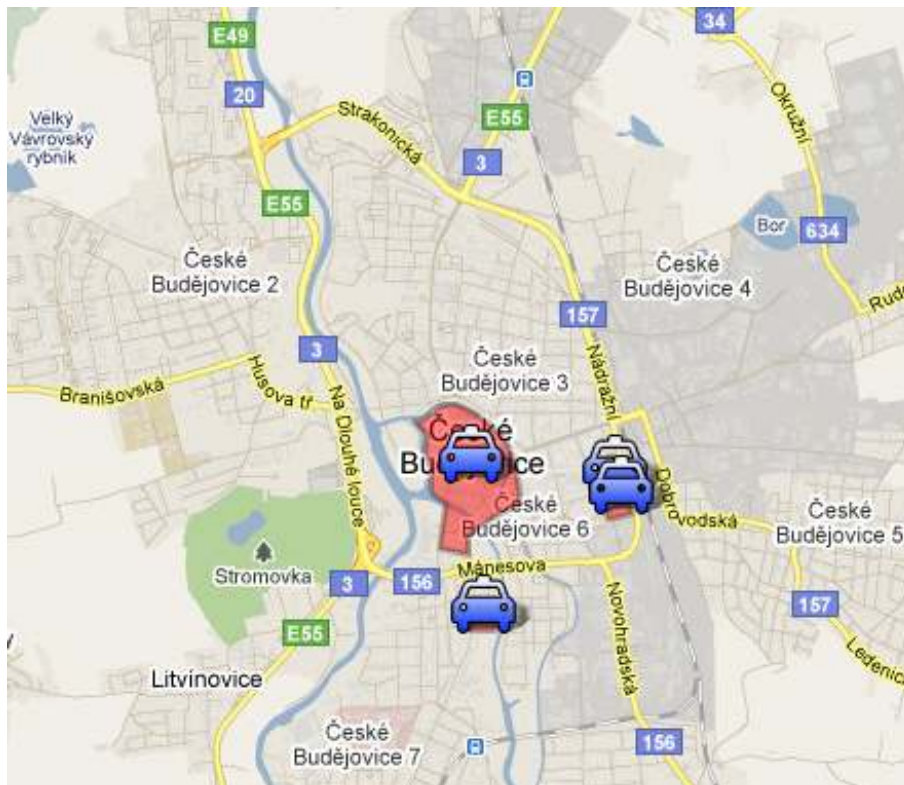 E49
34
20
Velký
Vávrovský
rybník
Strakonická
E55
Okružní
3
E55
Bor
634
České
Budějovice 2
České
Budějovice 4
157
3
České
Budějovice 3
Nádražní
Branišovská
Husova tř
Na Dlouhé louce
České
Budějovice
Dobrovodská
České
Budějovice 6
České
Budějovice 5
Stromovka
3
156
Mánesova
Novohradská
157
E55
Litvínovice
České
Budějovice 7
156